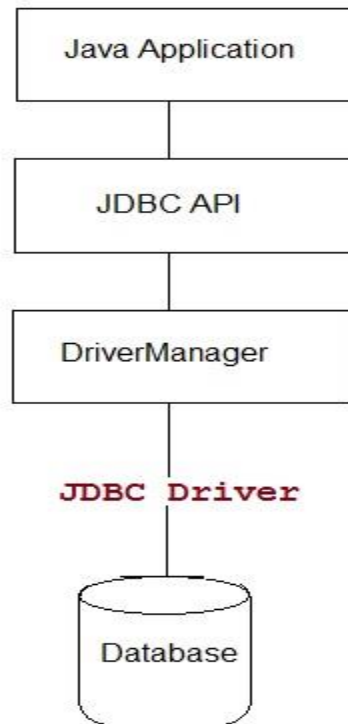 Java Application
JDBC API
DriverManager
JDBC Driver
Database